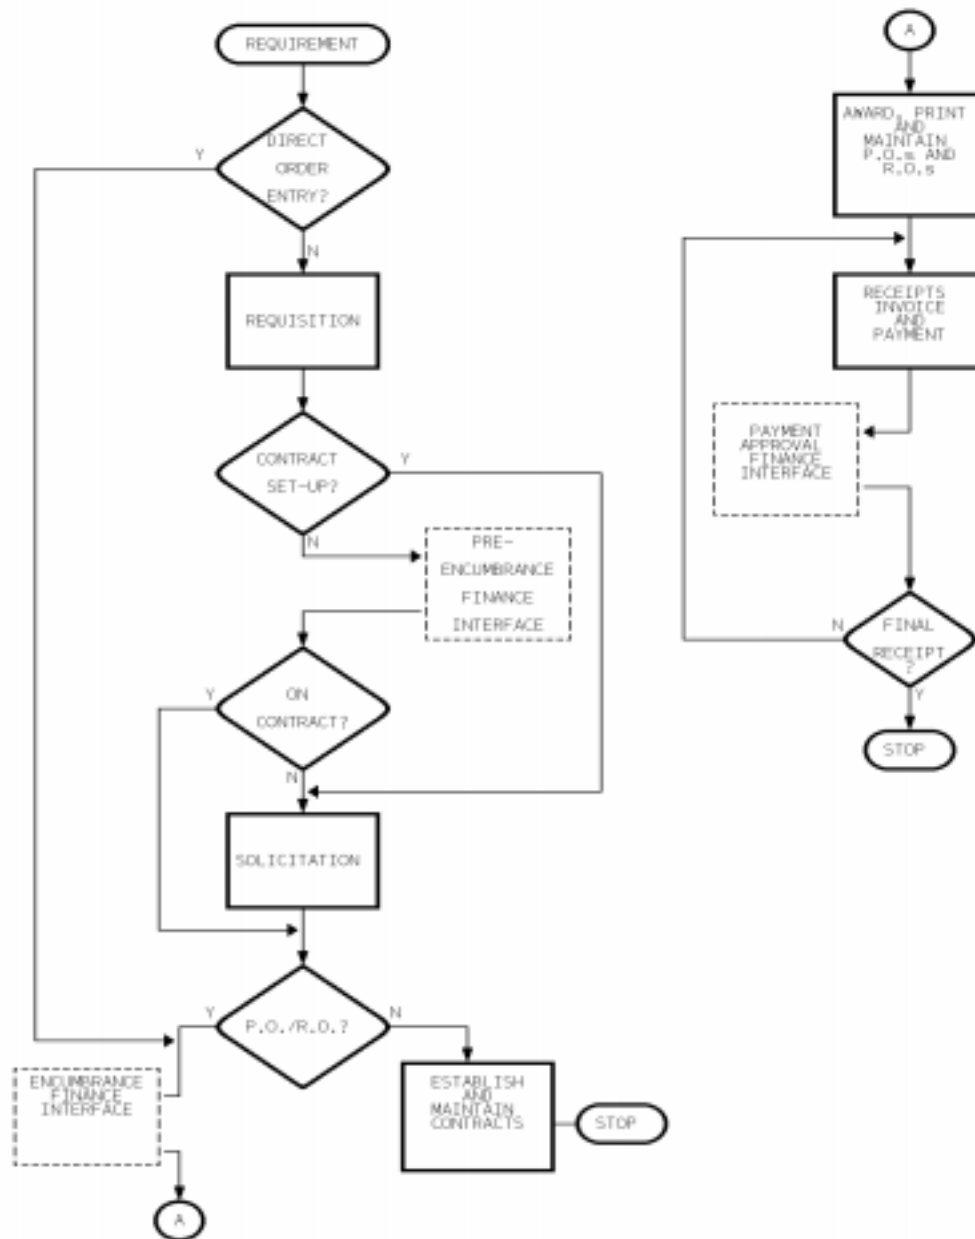 REQUIREMENT
DIRECT
ORDER
ENTRY?
Y
N
REQUISITION
CONTRACT
SET-UP?
Y
N
PRE-
ENCUMBRANCE
FINANCE
INTERFACE
ON
CONTRACT?
Y
N
SOLICITATION
P.O./R.O.?
Y
N
ENCUMBRANCE
FINANCE
INTERFACE
A
ESTABLISH
AND
MAINTAIN
CONTRACTS
STOP
A
AWARD, PRINT
AND
MAINTAIN
P.O.s AND
R.O.s
RECEIPTS
INVOICE
AND
PAYMENT
PAYMENT
APPROVAL
FINANCE
INTERFACE
FINAL
RECEIPT
?
N
Y
STOP